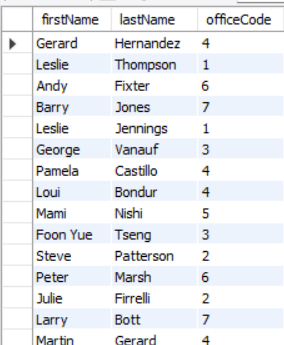 firstName lastName officeCode
Gerard Hernandez 4
Leslie Thompson 1
Andy Fixter 6
Barry Jones 7
Leslie Jennings 1
George Vanauf 3
Pamela Castillo 4
Loui Bondur 4
Mami Nishi 5
Foon Yue Tseng 3
Steve Patterson 2
Peter Marsh 6
Julie Firrelli 2
Larry Bott 7
Martin Gerard 4